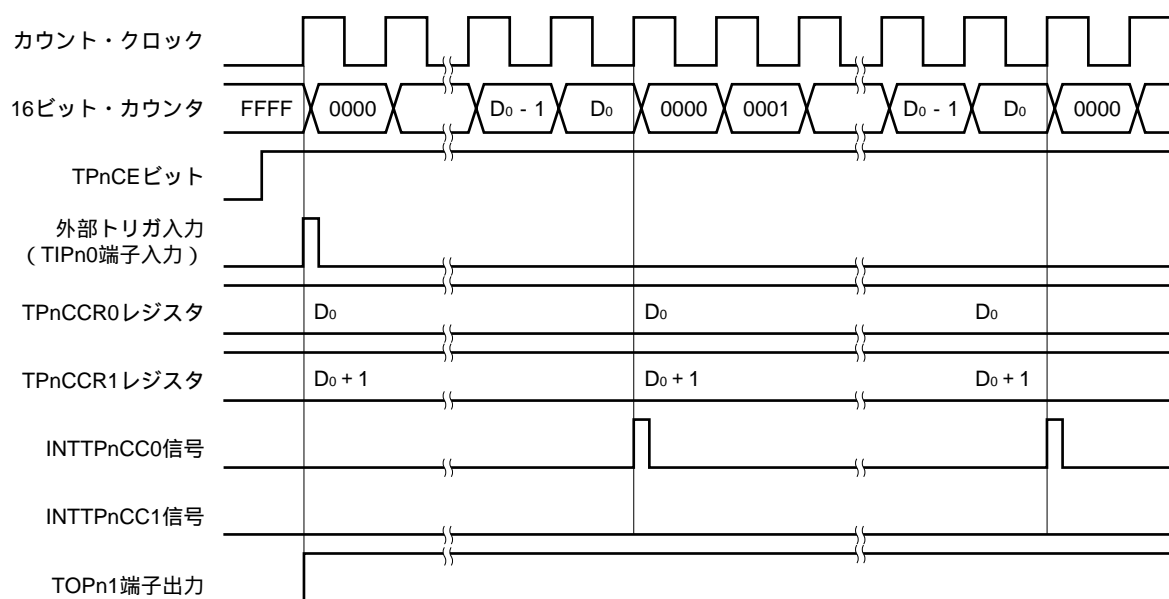 カウント・クロック
16ビット・カウンタ FFFF 0000 D0 - 1 D0 0000 0001 D0 - 1 D0 0000
TPnCEビット
外部トリガ入力
(TIPn0端子入力)
TPnCCR0レジスタ D0 D0 D0
TPnCCR1レジスタ D0 + 1 D0 + 1 D0 + 1
INTTPnCC0信号
INTTPnCC1信号
TOPn1端子出力